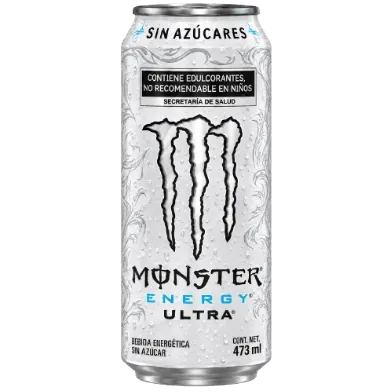 SIN AZÚCARES
CONTIENE EDULCORANTES,
NO RECOMENDABLE EN NIÑOS
SECRETARÍA DE SALUD
MONSTER
ENERGY®
ULTRA®
BEBIDA ENERGÉTICA
SIN AZÚCAR
CONT. NET.
473 ml